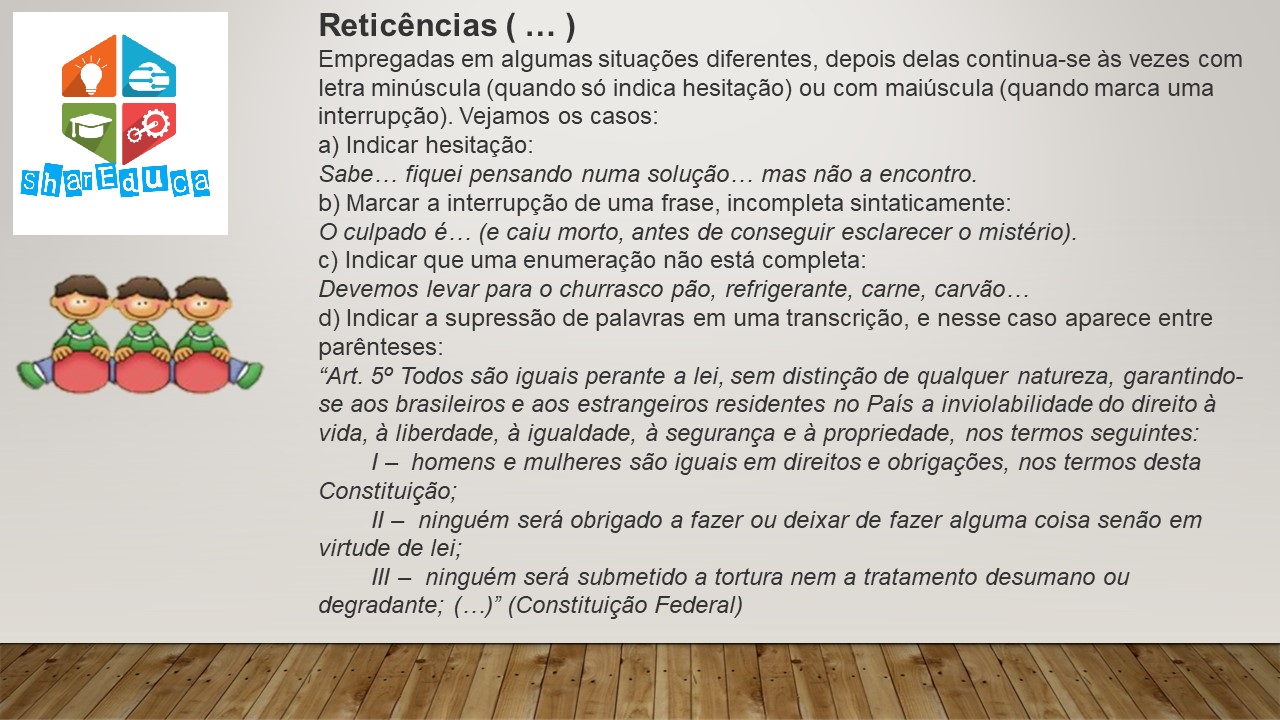 sharEduca
Reticências ( … )
Empregadas em algumas situações diferentes, depois delas continua-se às vezes com
letra minúscula (quando só indica hesitação) ou com maiúscula (quando marca uma
interrupção). Vejamos os casos:
a) Indicar hesitação:
Sabe… fiquei pensando numa solução… mas não a encontro.
b) Marcar a interrupção de uma frase, incompleta sintaticamente:
O culpado é… (e caiu morto, antes de conseguir esclarecer o mistério).
c) Indicar que uma enumeração não está completa:
Devemos levar para o churrasco pão, refrigerante, carne, carvão…
d) Indicar a supressão de palavras em uma transcrição, e nesse caso aparece entre
parênteses:
“Art. 5º Todos são iguais perante a lei, sem distinção de qualquer natureza, garantindo-
se aos brasileiros e aos estrangeiros residentes no País a inviolabilidade do direito à
vida, à liberdade, à igualdade, à segurança e à propriedade, nos termos seguintes:
I – homens e mulheres são iguais em direitos e obrigações, nos termos desta
Constituição;
II – ninguém será obrigado a fazer ou deixar de fazer alguma coisa senão em
virtude de lei;
III – ninguém será submetido a tortura nem a tratamento desumano ou
degradante; (…)” (Constituição Federal)